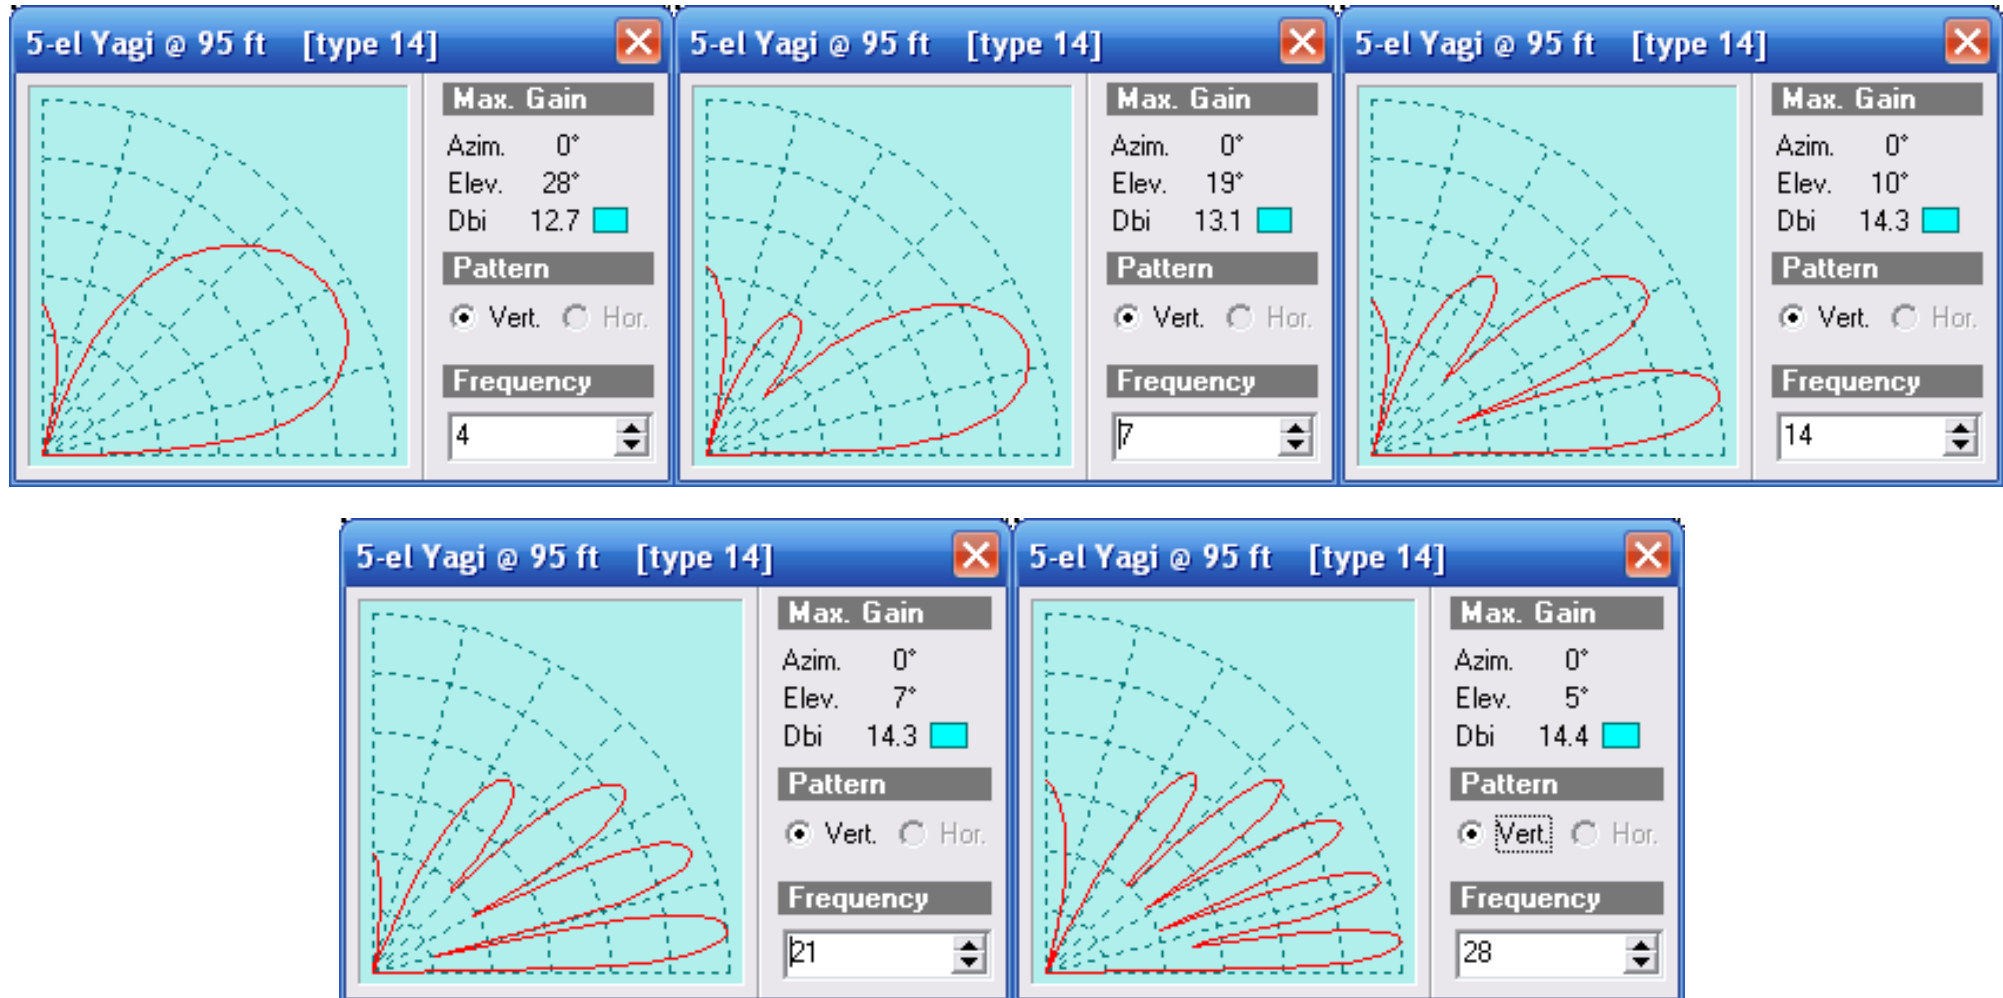 5-el Yagi @ 95 ft [type 14]
Max. Gain
Azim. 0°
Elev. 28°
Dbi 12.7
Pattern
Vert. Hor.
Frequency
4
5-el Yagi @ 95 ft [type 14]
Max. Gain
Azim. 0°
Elev. 19°
Dbi 13.1
Pattern
Vert. Hor.
Frequency
7
5-el Yagi @ 95 ft [type 14]
Max. Gain
Azim. 0°
Elev. 10°
Dbi 14.3
Pattern
Vert. Hor.
Frequency
14
5-el Yagi @ 95 ft [type 14]
Max. Gain
Azim. 0°
Elev. 7°
Dbi 14.3
Pattern
Vert. Hor.
Frequency
21
5-el Yagi @ 95 ft [type 14]
Max. Gain
Azim. 0°
Elev. 5°
Dbi 14.4
Pattern
Vert. Hor.
Frequency
28